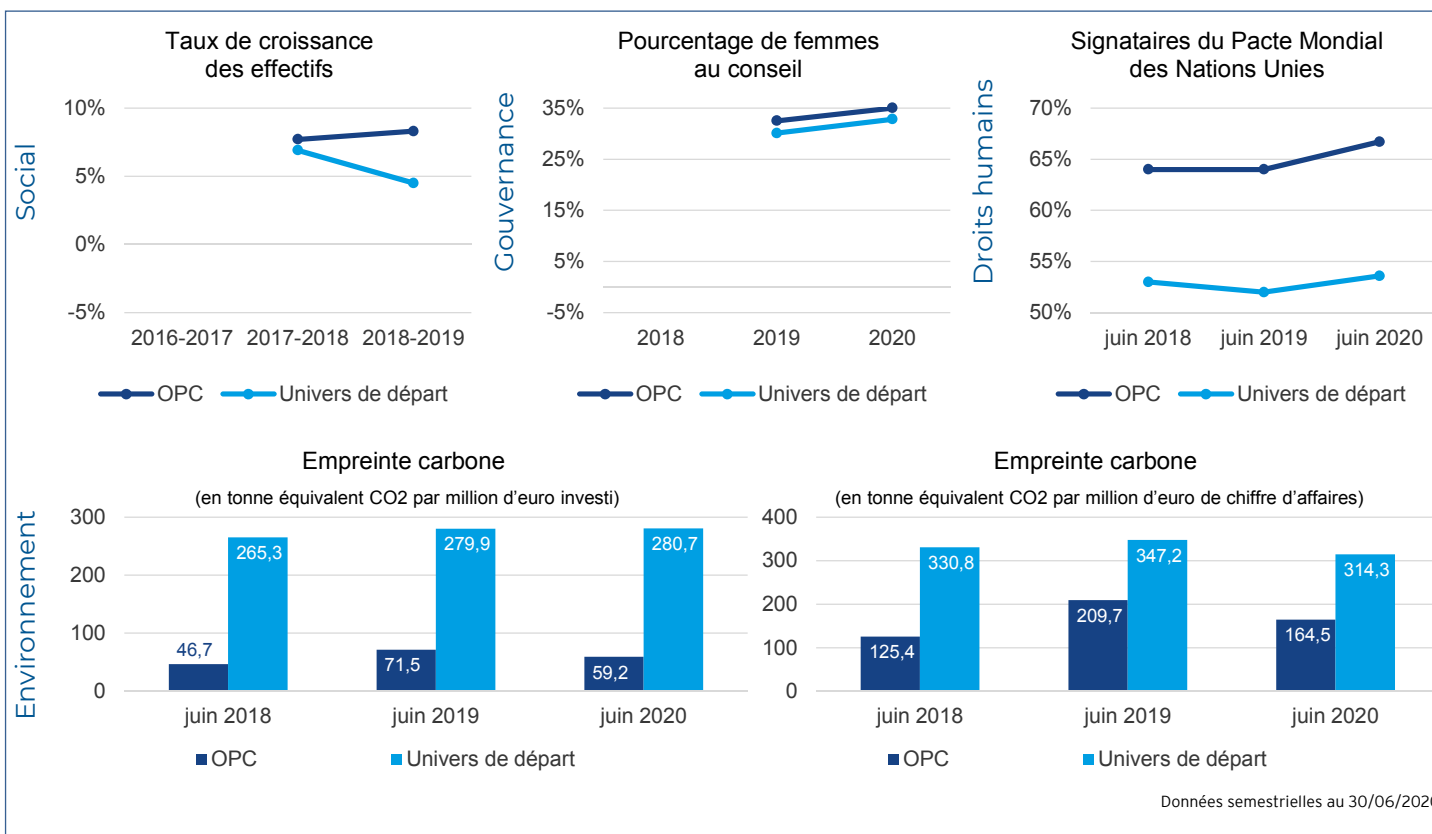 Taux de croissance
des effectifs
Social
10%
5%
0%
-5%
2016-2017 2017-2018 2018-2019
OPC Univers de départ
Pourcentage de femmes
au conseil
Gouvernance
35%
25%
15%
5%
-5%
2018 2019 2020
OPC Univers de départ
Signataires du Pacte Mondial
des Nations Unies
Droits humains
70%
65%
60%
55%
50%
juin 2018 juin 2019 juin 2020
OPC Univers de départ
Environnement
Empreinte carbone
(en tonne équivalent CO2 par million d'euro investi)
300
200
100
0
46,7 265,3 71,5 279,9 59,2 280,7
juin 2018 juin 2019 juin 2020
OPC Univers de départ
Empreinte carbone
(en tonne équivalent CO2 par million d'euro de chiffre d'affaires)
400
300
200
100
0
125,4 330,8 209,7 347,2 164,5 314,3
juin 2018 juin 2019 juin 2020
OPC Univers de départ
Données semestrielles au 30/06/2020